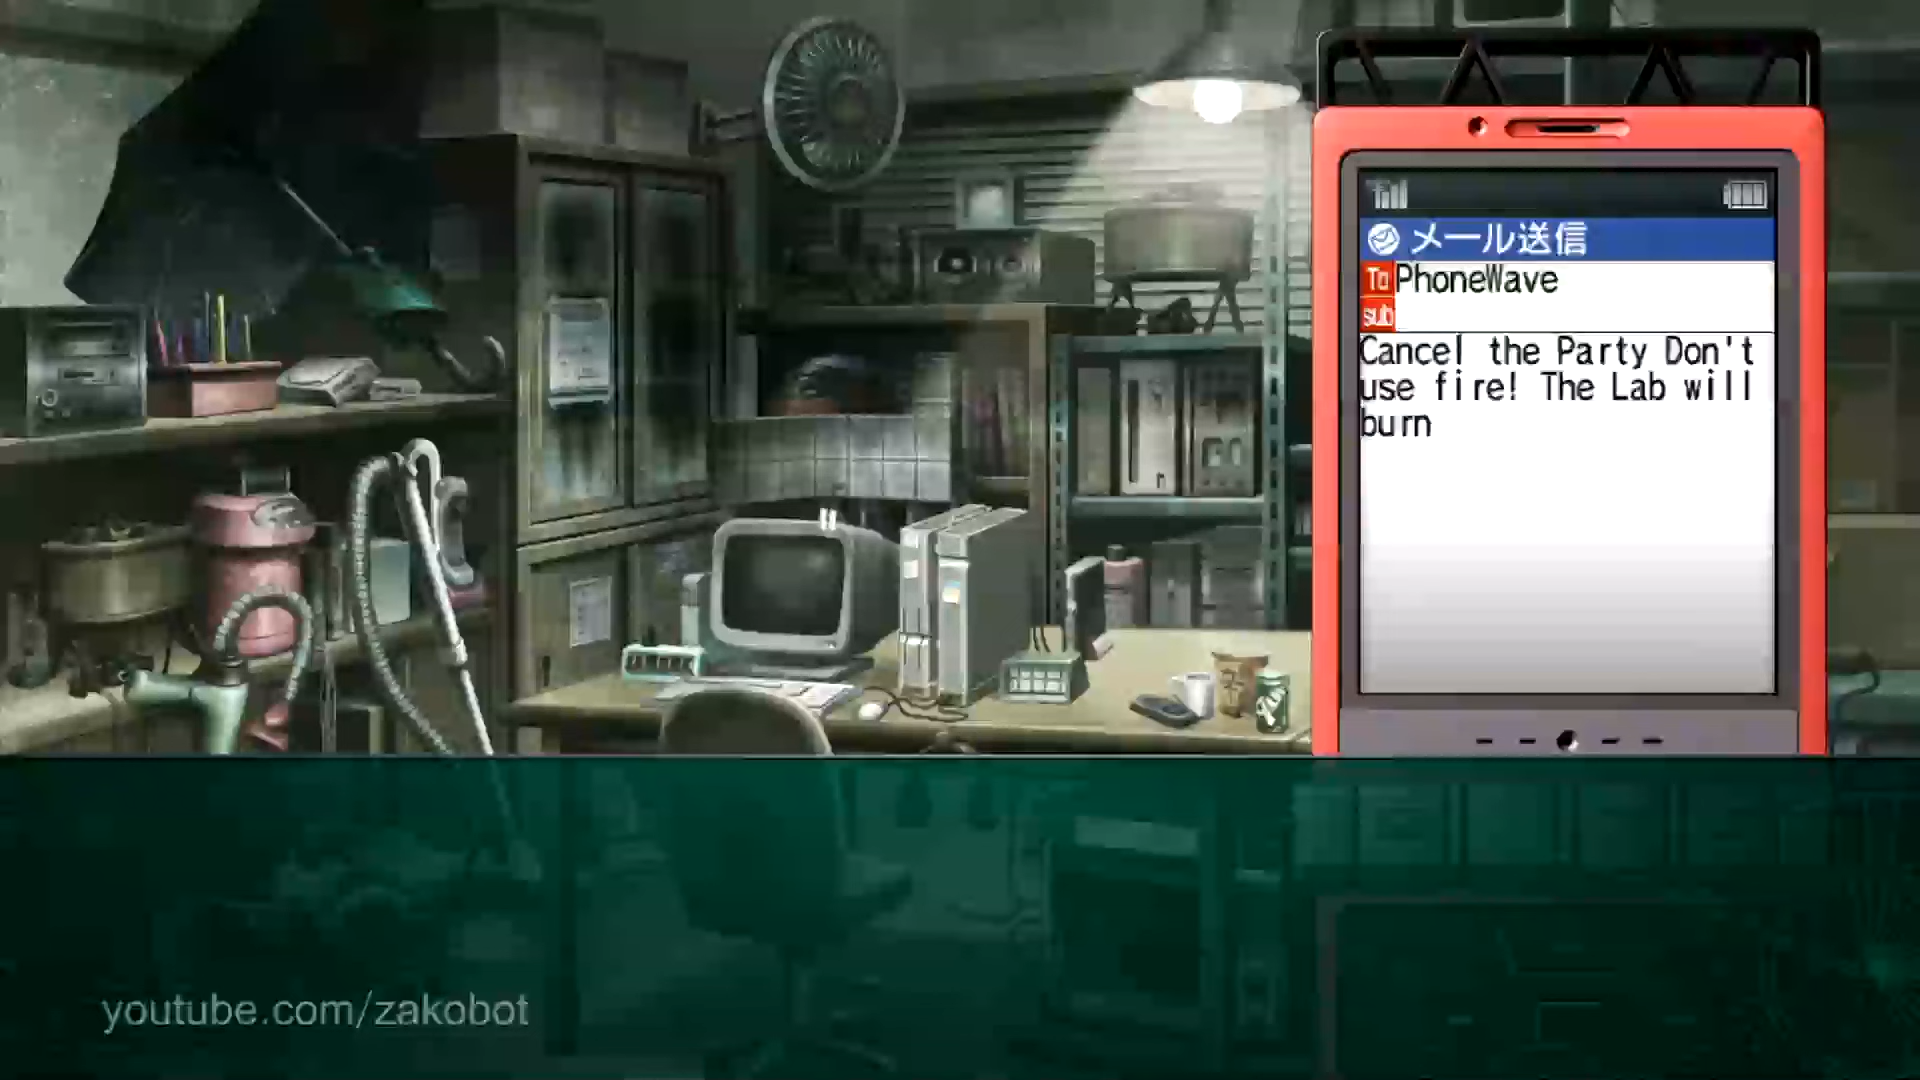 メール送信
To PhoneWave
sub
Cancel the Party Don't
use fire! The Lab will
burn
youtube.com/zakobot